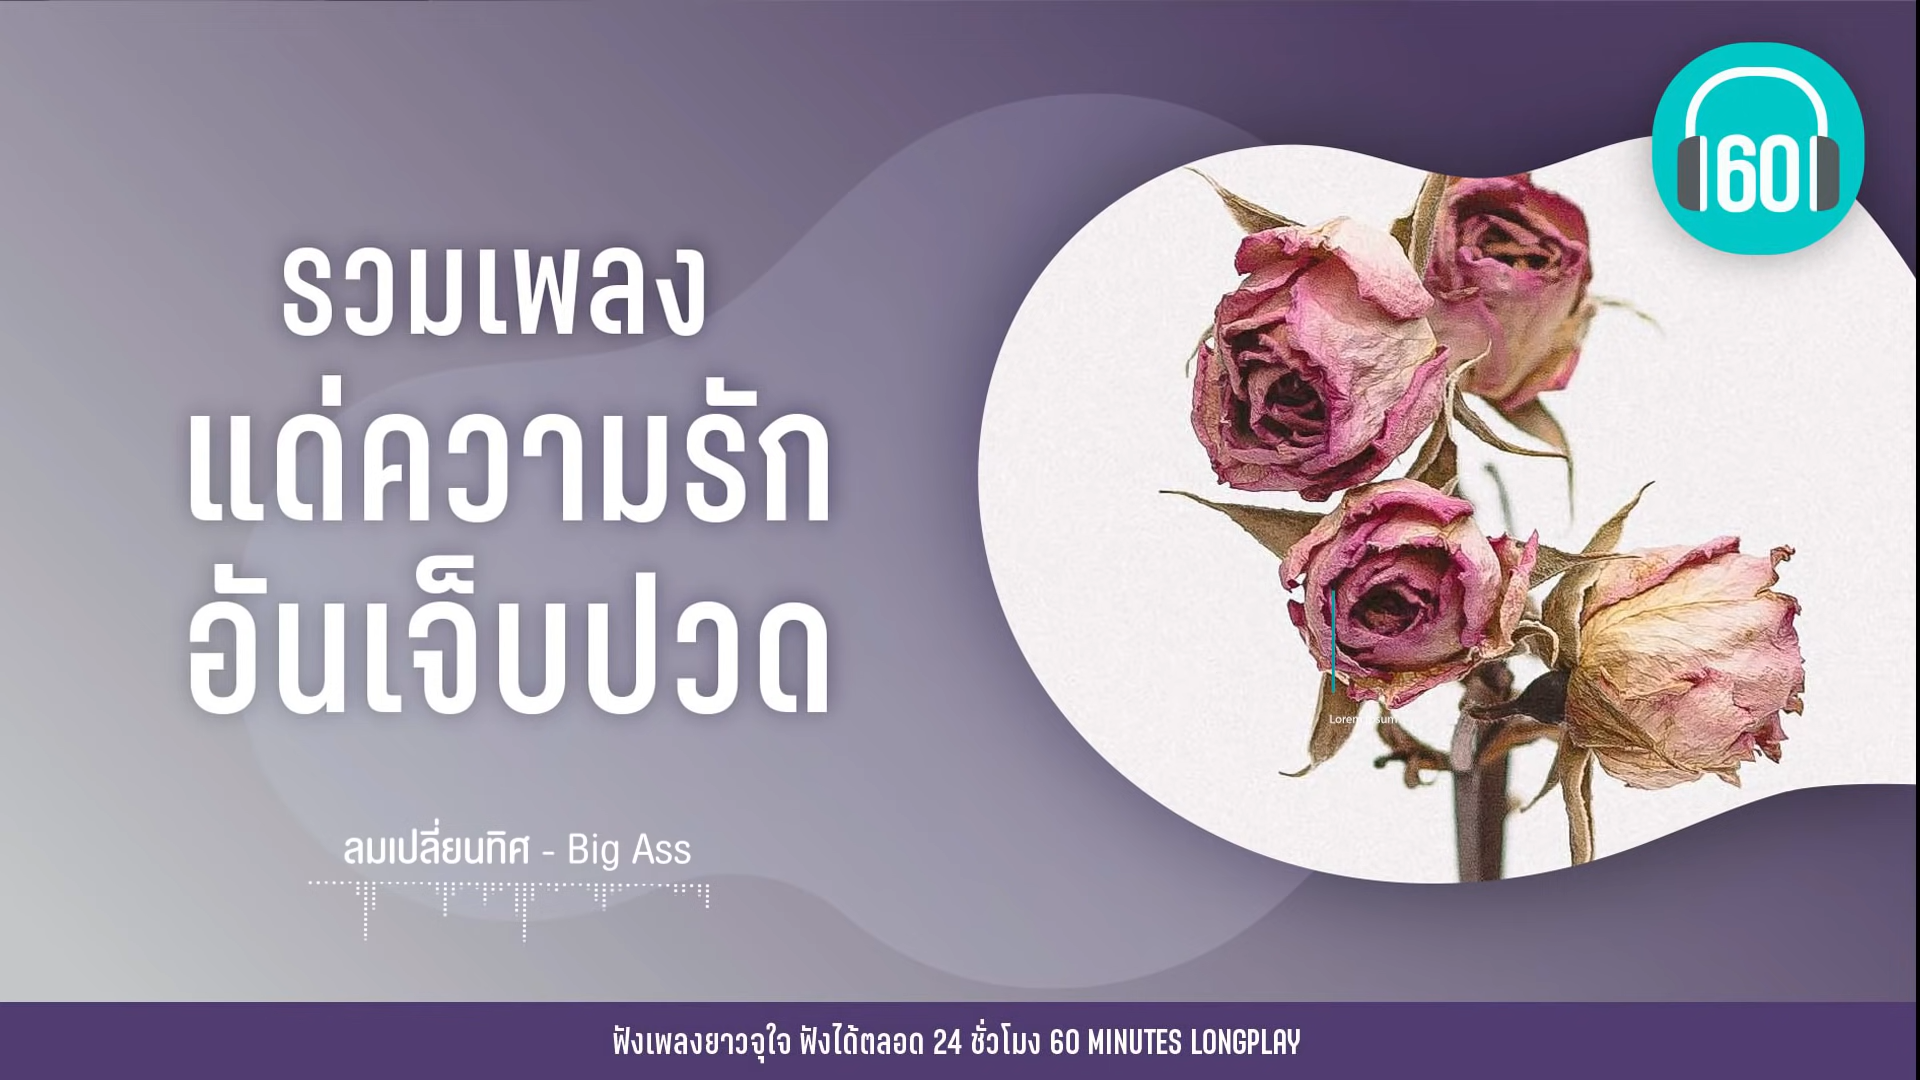 60
รวมเพลง
แด่ความรัก
อันเจ็บปวด
Lorem ipsum
ลมเปลี่ยนทิศ - Big Ass
ฟังเพลงยาวจุใจ ฟังได้ตลอด 24 ชั่วโมง 60 MINUTES LONGPLAY